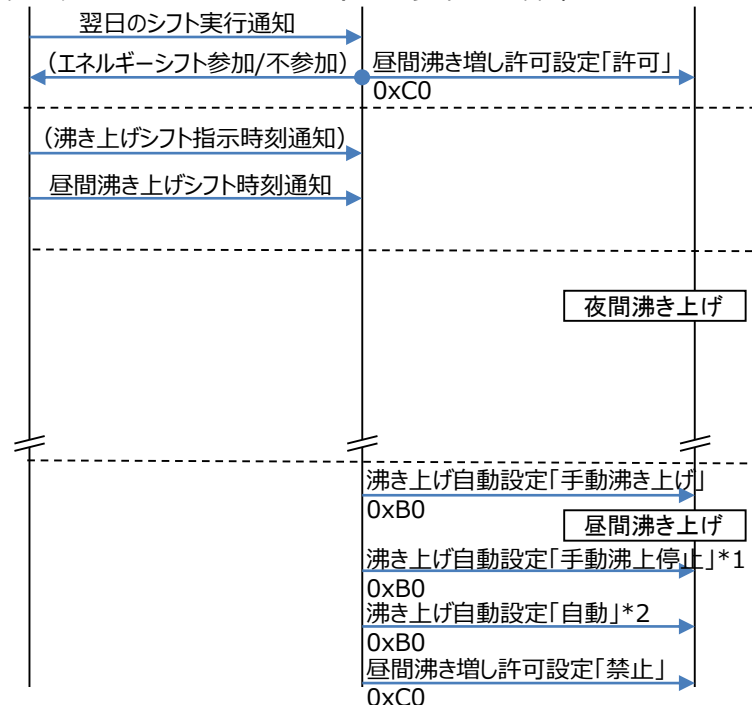 翌日のシフト実行通知
(エネルギーシフト参加/不参加) 昼間沸き増し許可設定「許可」
0xC0
(沸き上げシフト指示時刻通知)
昼間沸き上げシフト時刻通知
夜間沸き上げ
沸き上げ自動設定「手動沸き上げ」
0xB0
昼間沸き上げ
沸き上げ自動設定「手動沸上停止」*1
0xB0
沸き上げ自動設定「自動」*2
0xB0
昼間沸き増し許可設定「禁止」
0xC0